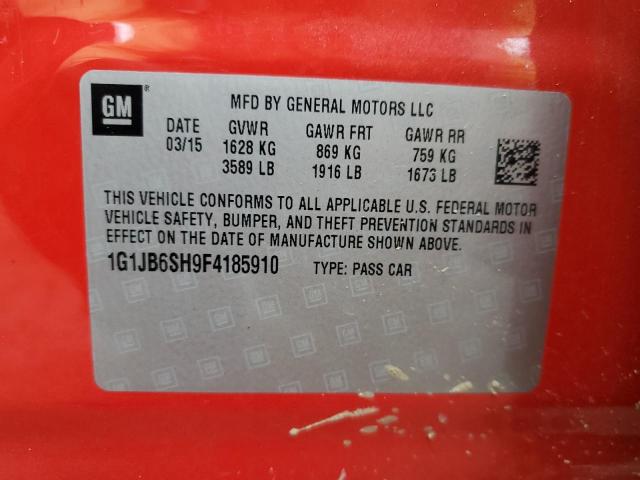 GM®
MFD BY GENERAL MOTORS LLC
DATE GVWR GAWR FRT GAWR RR
03/15 1628 KG 869 KG 759 KG
3589 LB 1916 LB 1673 LB
THIS VEHICLE CONFORMS TO ALL APPLICABLE U.S. FEDERAL MOTOR
VEHICLE SAFETY, BUMPER, AND THEFT PREVENTION STANDARDS IN
EFFECT ON THE DATE OF MANUFACTURE SHOWN ABOVE.
1G1JB6SH9F4185910 TYPE: PASS CAR